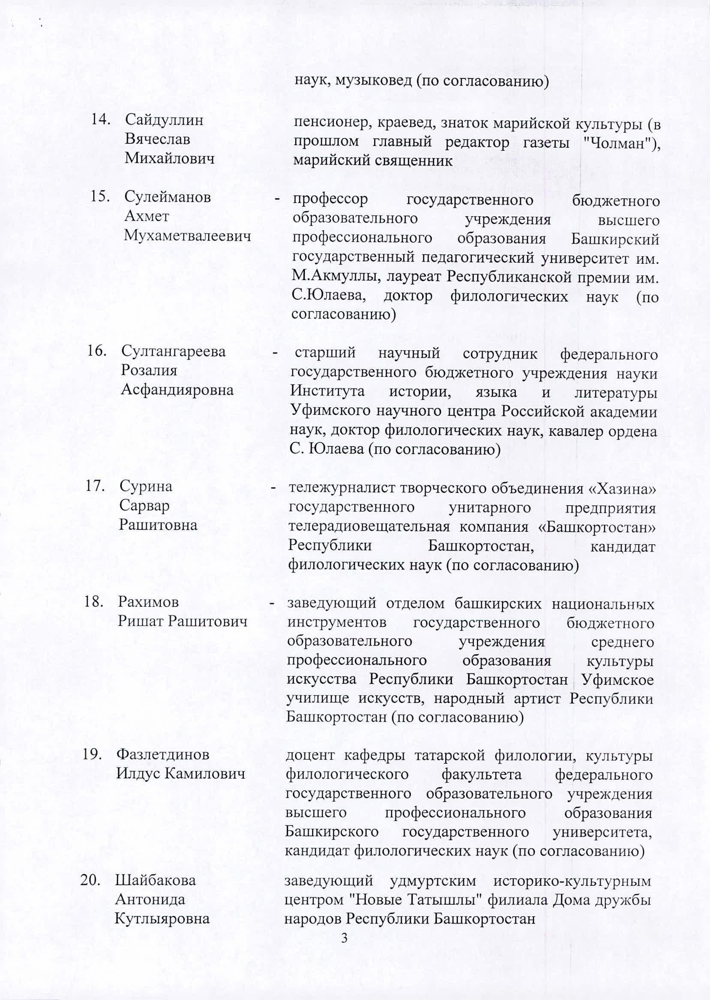 наук, музыковед (по согласованию)
14. Сайдуллин пенсионер, краевед, знаток марийской культуры (в
Вячеслав прошлом главный редактор газеты "Чолман"),
Михайлович марийский священник
15. Сулейманов - профессор государственного бюджетного
Ахмет образовательного учреждения высшего
Мухаметвалеевич профессионального образования Башкирский
государственный педагогический университет им.
М.Акмуллы, лауреат Республиканской премии им.
С.Юлаева, доктор филологических наук (по
согласованию)
16. Султангареева - старший научный сотрудник федерального
Розалия государственного бюджетного учреждения науки
Асфандияровна Института истории, языка и литературы
Уфимского научного центра Российской академии
наук, доктор филологических наук, кавалер ордена
С. Юлаева (по согласованию)
17. Сурина - тележурналист творческого объединения «Хазина»
Сарвар государственного унитарного предприятия
Рашитовна телерадиовещательная компания «Башкортостан»
Республики Башкортостан, кандидат
филологических наук (по согласованию)
18. Рахимов - заведующий отделом башкирских национальных
Ришат Рашитович инструментов государственного бюджетного
образовательного учреждения среднего
профессионального образования культуры
искусства Республики Башкортостан Уфимское
училище искусств, народный артист Республики
Башкортостан (по согласованию)
19. Фазлетдинов доцент кафедры татарской филологии, культуры
Илдус Камилович филологического факультета федерального
государственного образовательного учреждения
высшего профессионального образования
Башкирского государственного университета,
кандидат филологических наук (по согласованию)
20. Шайбакова заведующий удмуртским историко-культурным
Антонида центром "Новые Татышлы" филиала Дома дружбы
Кутлыяровна народов Республики Башкортостан
3